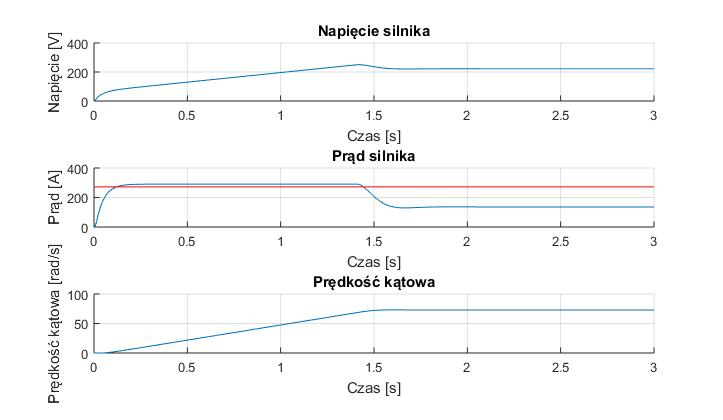 Napięcie silnika
Napięcie [V]
400
200
0
0 0.5 1 1.5 2 2.5 3
Czas [s]
Prąd silnika
Prąd [A]
400
200
0
0 0.5 1 1.5 2 2.5 3
Czas [s]
Prędkość kątowa
Prędkość kątowa [rad/s]
100
50
0
0 0.5 1 1.5 2 2.5 3
Czas [s]